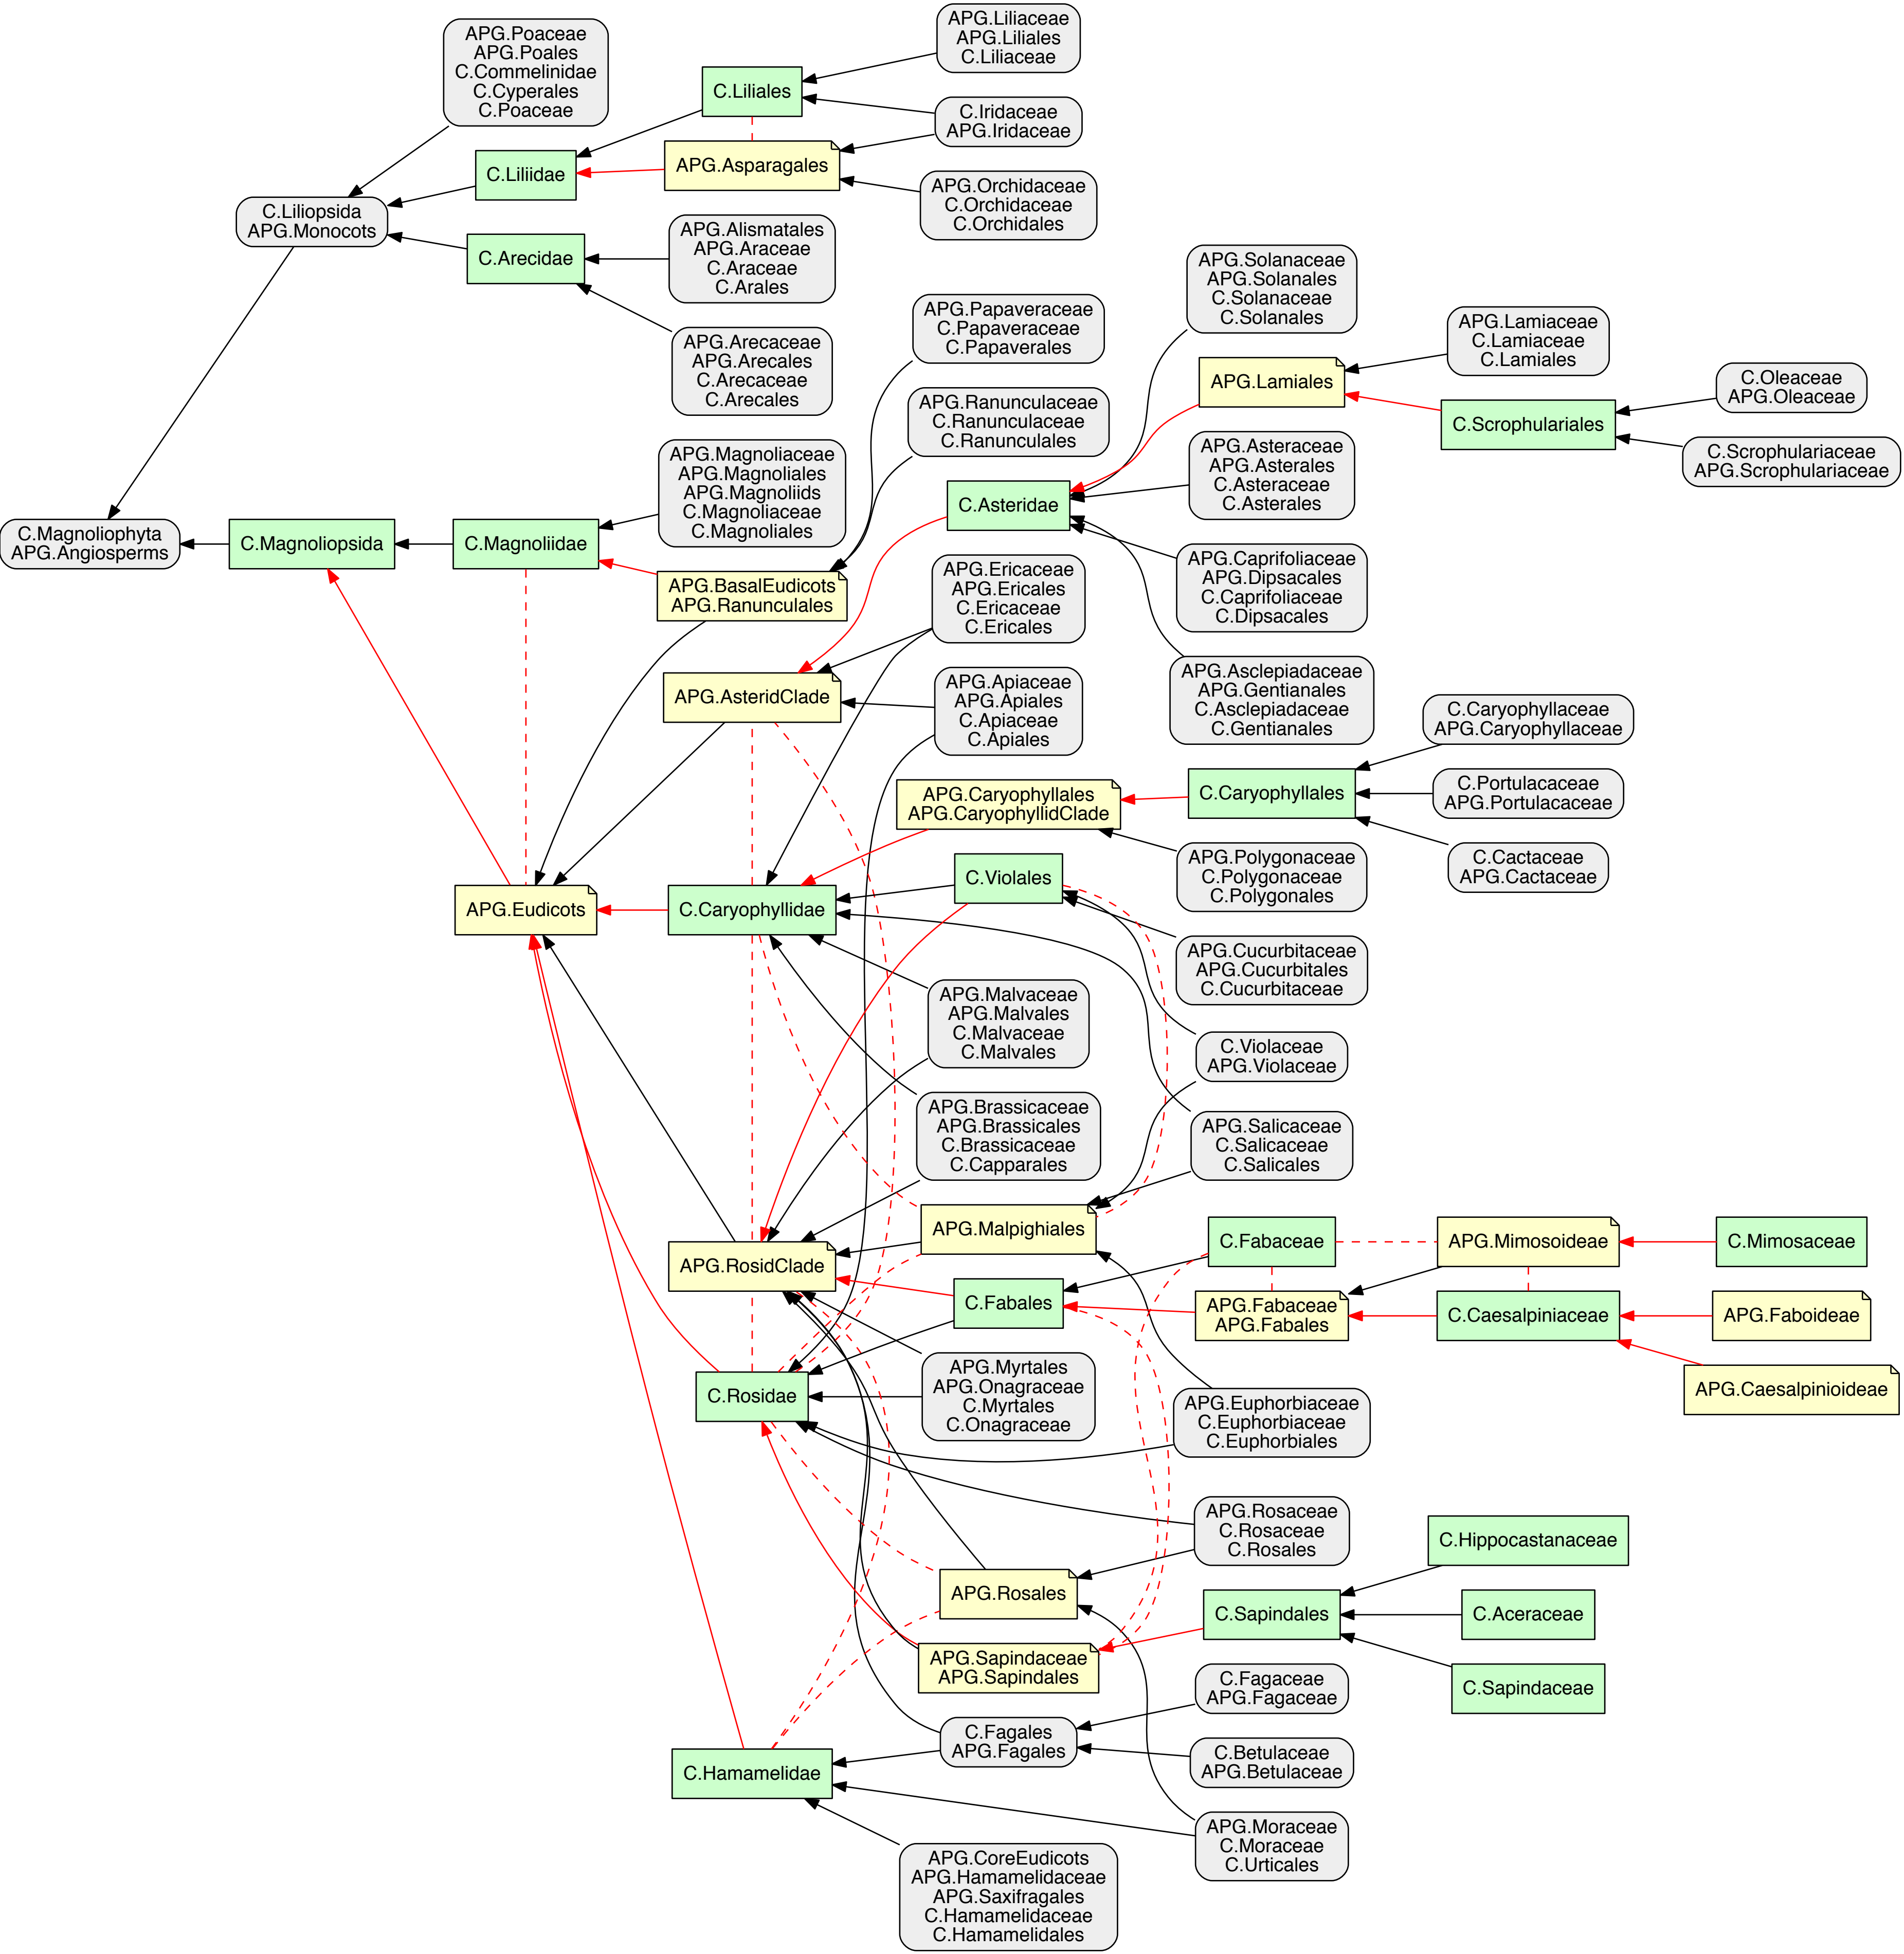 APG.Poaceae
APG.Poales
C.Commelinidae
C.Cyperales
C.Poaceae
APG.Liliaceae
APG.Liliales
C.Liliaceae
C.Liliales
C.Iridaceae
APG.Iridaceae
APG.Asparagales
C.Liliidae
APG.Orchidaceae
C.Orchidaceae
C.Orchidales
C.Liliopsida
APG.Monocots
C.Arecidae
APG.Alismatales
APG.Araceae
C.Araceae
C.Arales
APG.Arecaceae
APG.Arecales
C.Arecaceae
C.Arecales
APG.Solanaceae
APG.Solanales
C.Solanaceae
C.Solanales
APG.Papaveraceae
C.Papaveraceae
C.Papaverales
APG.Lamiaceae
C.Lamiaceae
C.Lamiales
APG.Lamiales
C.Oleaceae
APG.Oleaceae
C.Scrophulariales
C.Scrophulariaceae
APG.Scrophulariaceae
APG.Ranunculaceae
C.Ranunculaceae
C.Ranunculales
APG.Asteraceae
APG.Asterales
C.Asteraceae
C.Asterales
APG.Magnoliaceae
APG.Magnoliales
APG.Magnoliids
C.Magnoliaceae
C.Magnoliales
C.Asteridae
C.Magnoliophyta
APG.Angiosperms
C.Magnoliopsida
C.Magnoliidae
APG.BasalEudicots
APG.Ranunculales
APG.Caprifoliaceae
APG.Dipsacales
C.Caprifoliaceae
C.Dipsacales
APG.Ericaceae
APG.Ericales
C.Ericaceae
C.Ericales
APG.AsteridClade
APG.Apiaceae
APG.Apiales
C.Apiaceae
C.Apiales
APG.Asclepiadaceae
APG.Gentianales
C.Asclepiadaceae
C.Gentianales
C.Caryophyllaceae
APG.Caryophyllaceae
APG.Caryophyllales
APG.CaryophyllidClade
C.Caryophyllales
C.Portulacaceae
APG.Portulacaceae
C.Cactaceae
APG.Cactaceae
APG.Polygonaceae
C.Polygonaceae
C.Polygonales
C.Violales
APG.Eudicots
C.Caryophyllidae
APG.Cucurbitaceae
APG.Cucurbitales
C.Cucurbitaceae
APG.Malvaceae
APG.Malvales
C.Malvaceae
C.Malvales
C.Violaceae
APG.Violaceae
APG.Brassicaceae
APG.Brassicales
C.Brassicaceae
C.Capparales
APG.Salicaceae
C.Salicaceae
C.Salicales
APG.Malpighiales
APG.RosidClade
C.Fabaceae
APG.Mimosoideae
C.Mimosaceae
C.Fabales
APG.Fabaceae
APG.Fabales
C.Caesalpiniaceae
APG.Faboideae
APG.Caesalpinioideae
C.Rosidae
APG.Myrtales
APG.Onagraceae
C.Myrtales
C.Onagraceae
APG.Euphorbiaceae
C.Euphorbiaceae
C.Euphorbiales
APG.Rosaceae
C.Rosaceae
C.Rosales
C.Hippocastanaceae
APG.Rosales
C.Sapindales
C.Aceraceae
APG.Sapindaceae
APG.Sapindales
C.Sapindaceae
C.Fagaceae
APG.Fagaceae
C.Fagales
APG.Fagales
C.Betulaceae
APG.Betulaceae
C.Hamamelidae
APG.Moraceae
C.Moraceae
C.Urticales
APG.CoreEudicots
APG.Hamamelidaceae
APG.Saxifragales
C.Hamamelidaceae
C.Hamamelidales